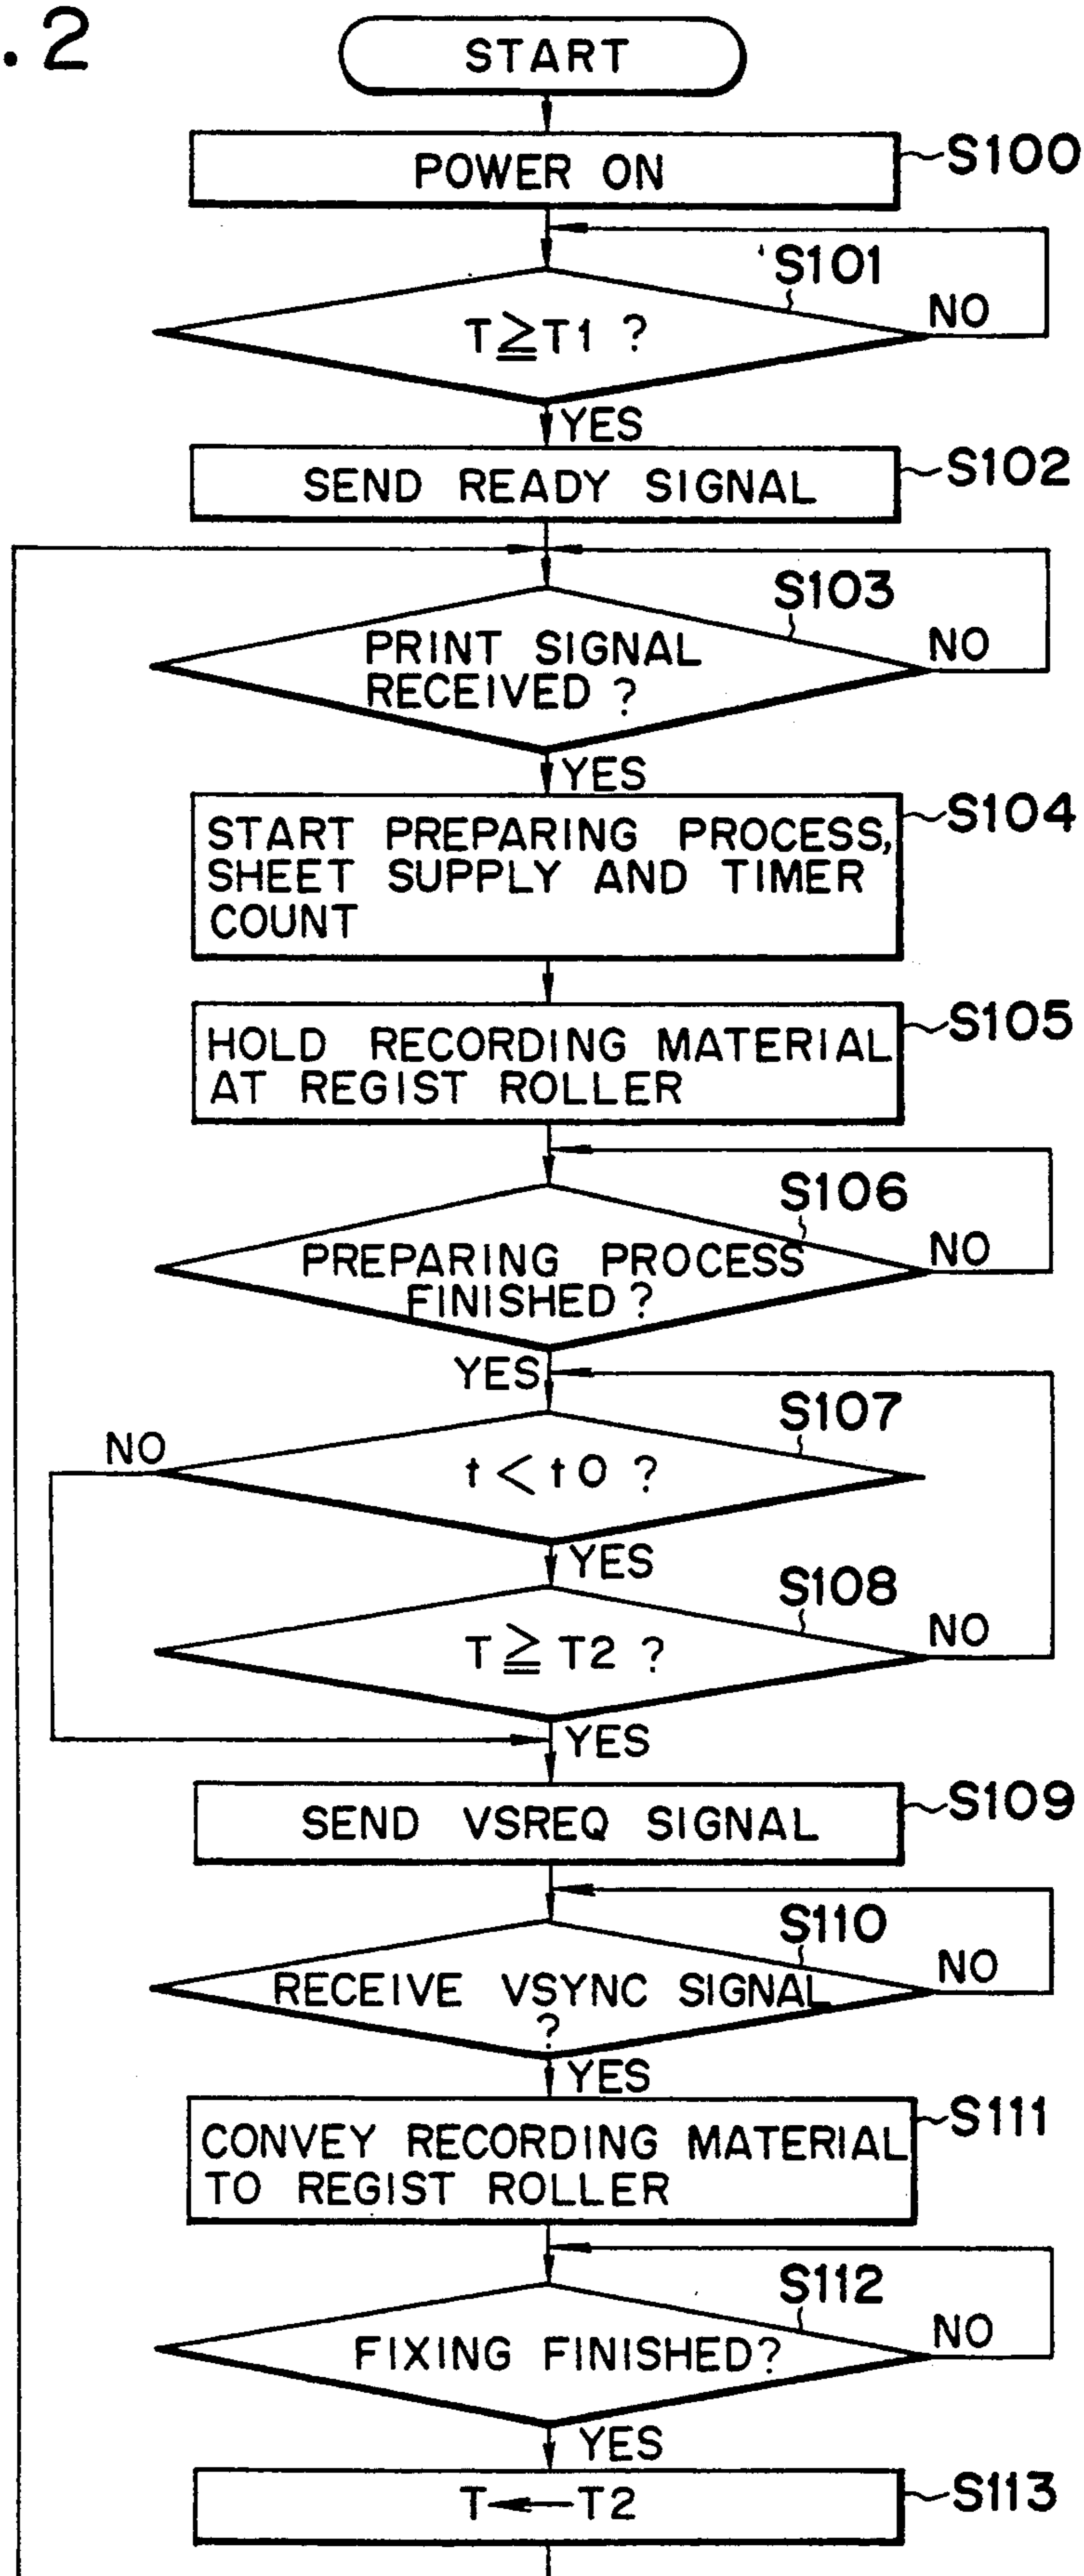 .2
START
POWER ON
S100
S101
T≧T1 ?
NO
YES
SEND READY SIGNAL
S102
S103
PRINT SIGNAL
RECEIVED ?
NO
YES
START PREPARING PROCESS,
SHEET SUPPLY AND TIMER
COUNT
S104
HOLD RECORDING MATERIAL
AT REGIST ROLLER
S105
S106
PREPARING PROCESS
FINISHED ?
NO
YES
S107
NO
t < t0 ?
YES
S108
T ≧ T2 ?
NO
YES
SEND VSREQ SIGNAL
S109
S110
RECEIVE VSYNC SIGNAL
?
NO
YES
CONVEY RECORDING MATERIAL
TO REGIST ROLLER
S111
S112
FIXING FINISHED?
NO
YES
T←T2
S113